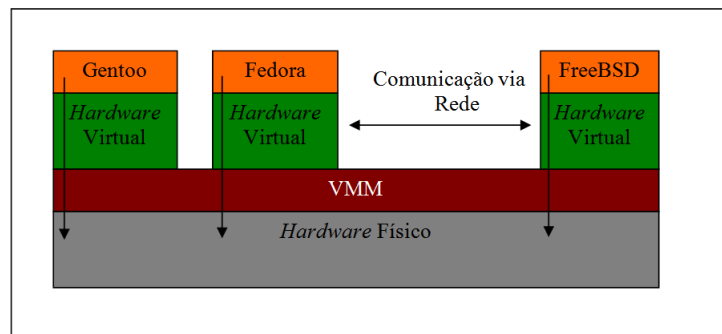 Gentoo
Fedora
FreeBSD
Comunicação via
Rede
Hardware
Virtual
Hardware
Virtual
Hardware
Virtual
VMM
Hardware Físico